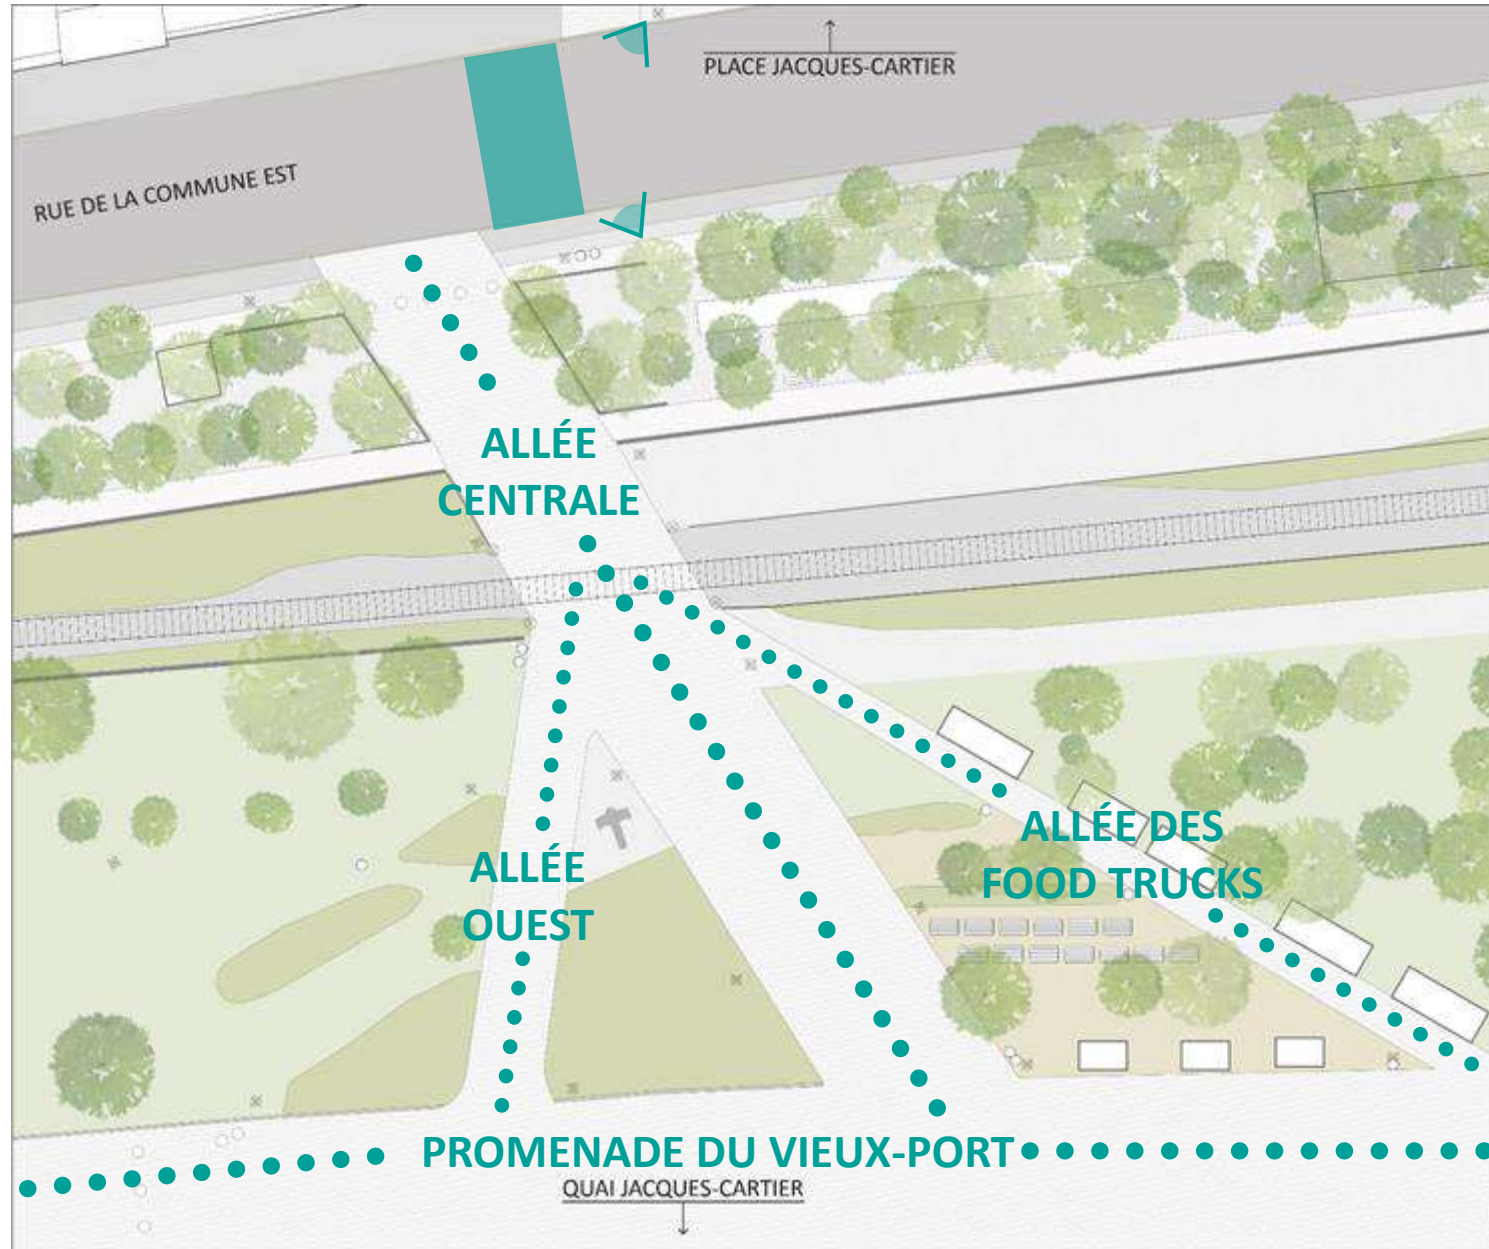 PLACE JACQUES-CARTIER
RUE DE LA COMMUNE EST
ALLÉE
CENTRALE
ALLÉE DES
FOOD TRUCKS
ALLÉE
OUEST
PROMENADE DU VIEUX-PORT
QUAI JACQUES-CARTIER